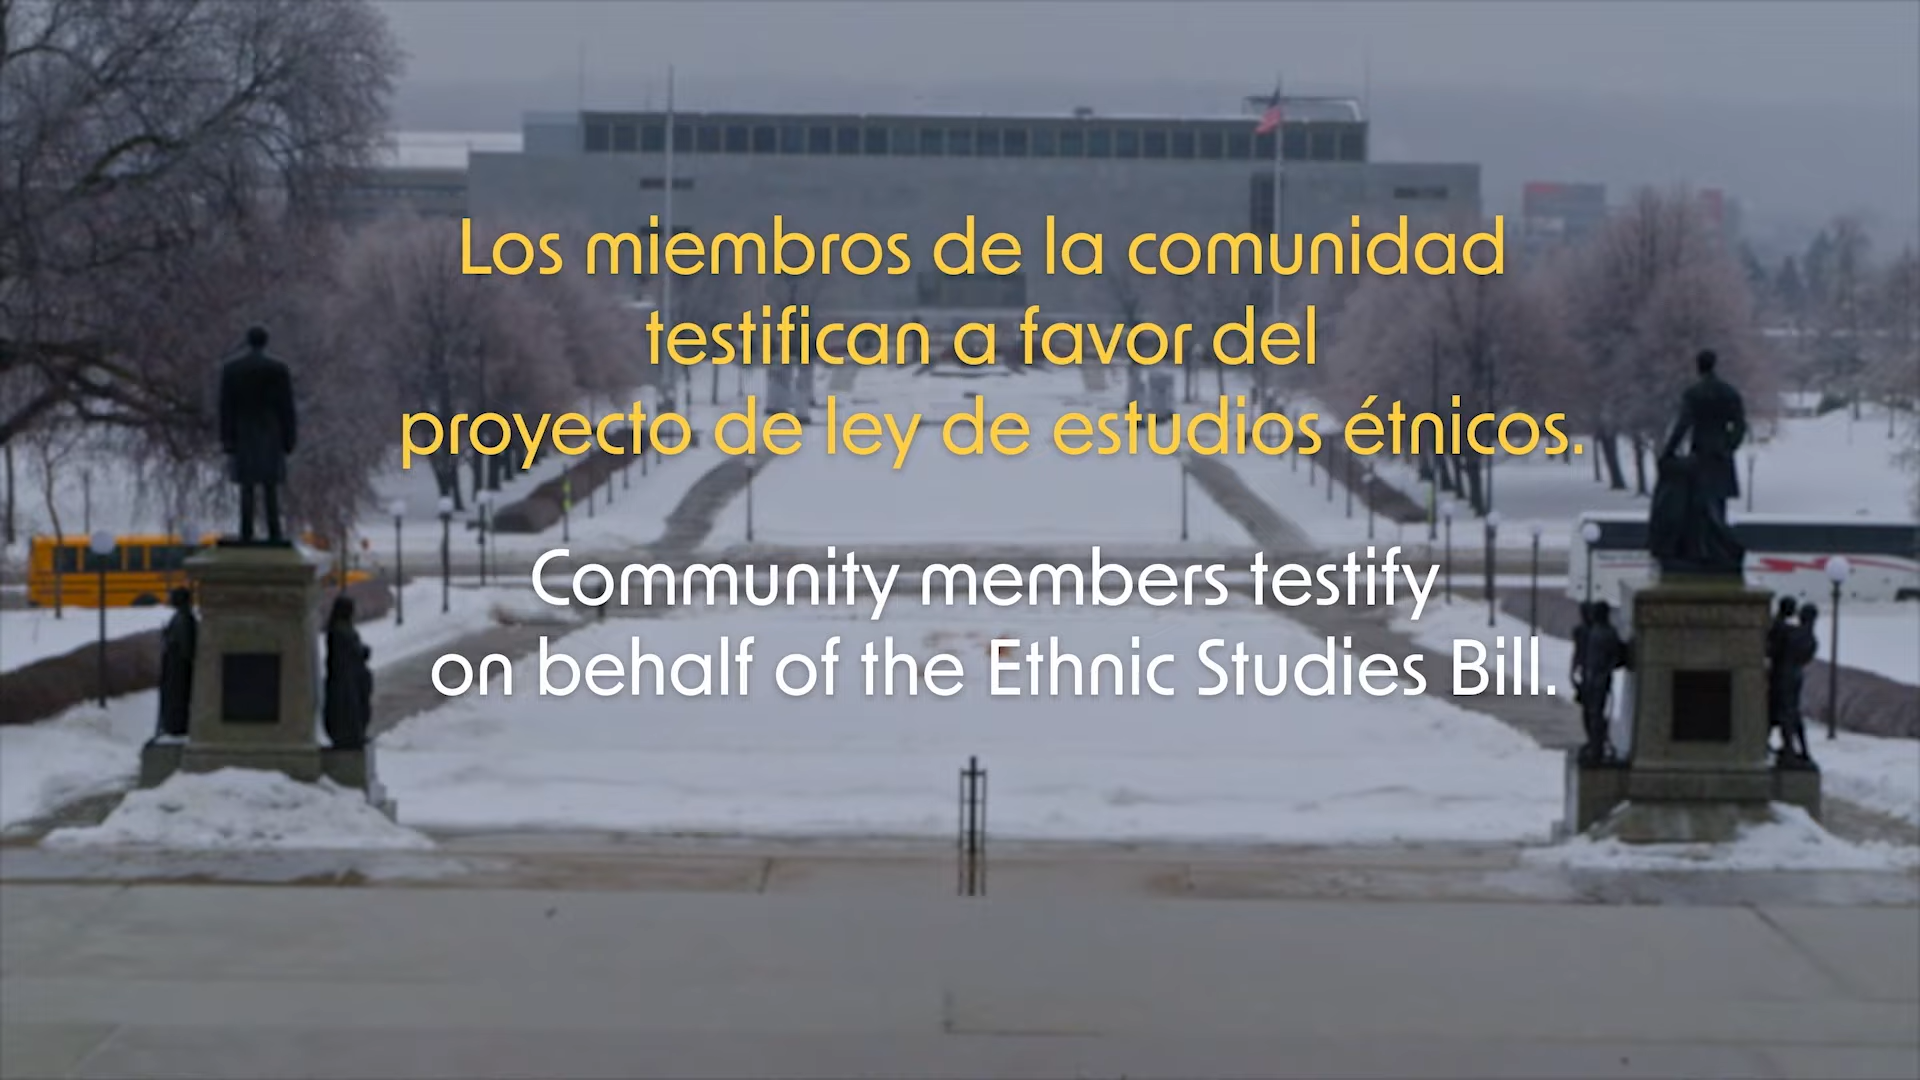 Los miembros de la comunidad
testifican a favor del
proyecto de ley de estudios étnicos.
Community members testify
on behalf of the Ethnic Studies Bill.